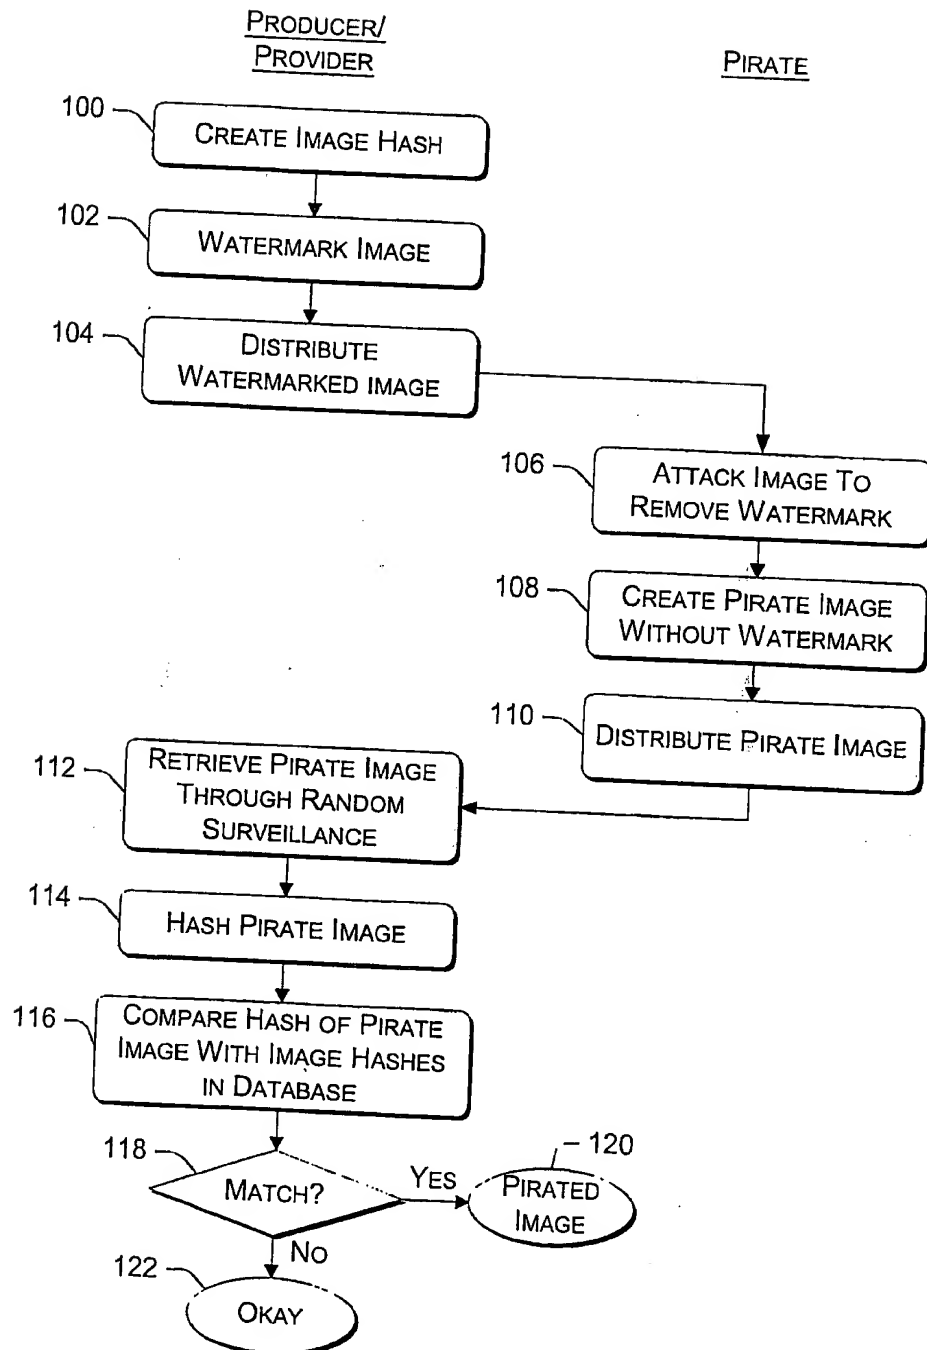 PRODUCER/
PROVIDER
PIRATE
100
CREATE IMAGE HASH
102
WATERMARK IMAGE
104
DISTRIBUTE
WATERMARKED IMAGE
106
ATTACK IMAGE TO
REMOVE WATERMARK
108
CREATE PIRATE IMAGE
WITHOUT WATERMARK
110
DISTRIBUTE PIRATE IMAGE
112
RETRIEVE PIRATE IMAGE
THROUGH RANDOM
SURVEILLANCE
114
HASH PIRATE IMAGE
116
COMPARE HASH OF PIRATE
IMAGE WITH IMAGE HASHES
IN DATABASE
118
MATCH?
YES
120
PIRATED
IMAGE
NO
122
OKAY